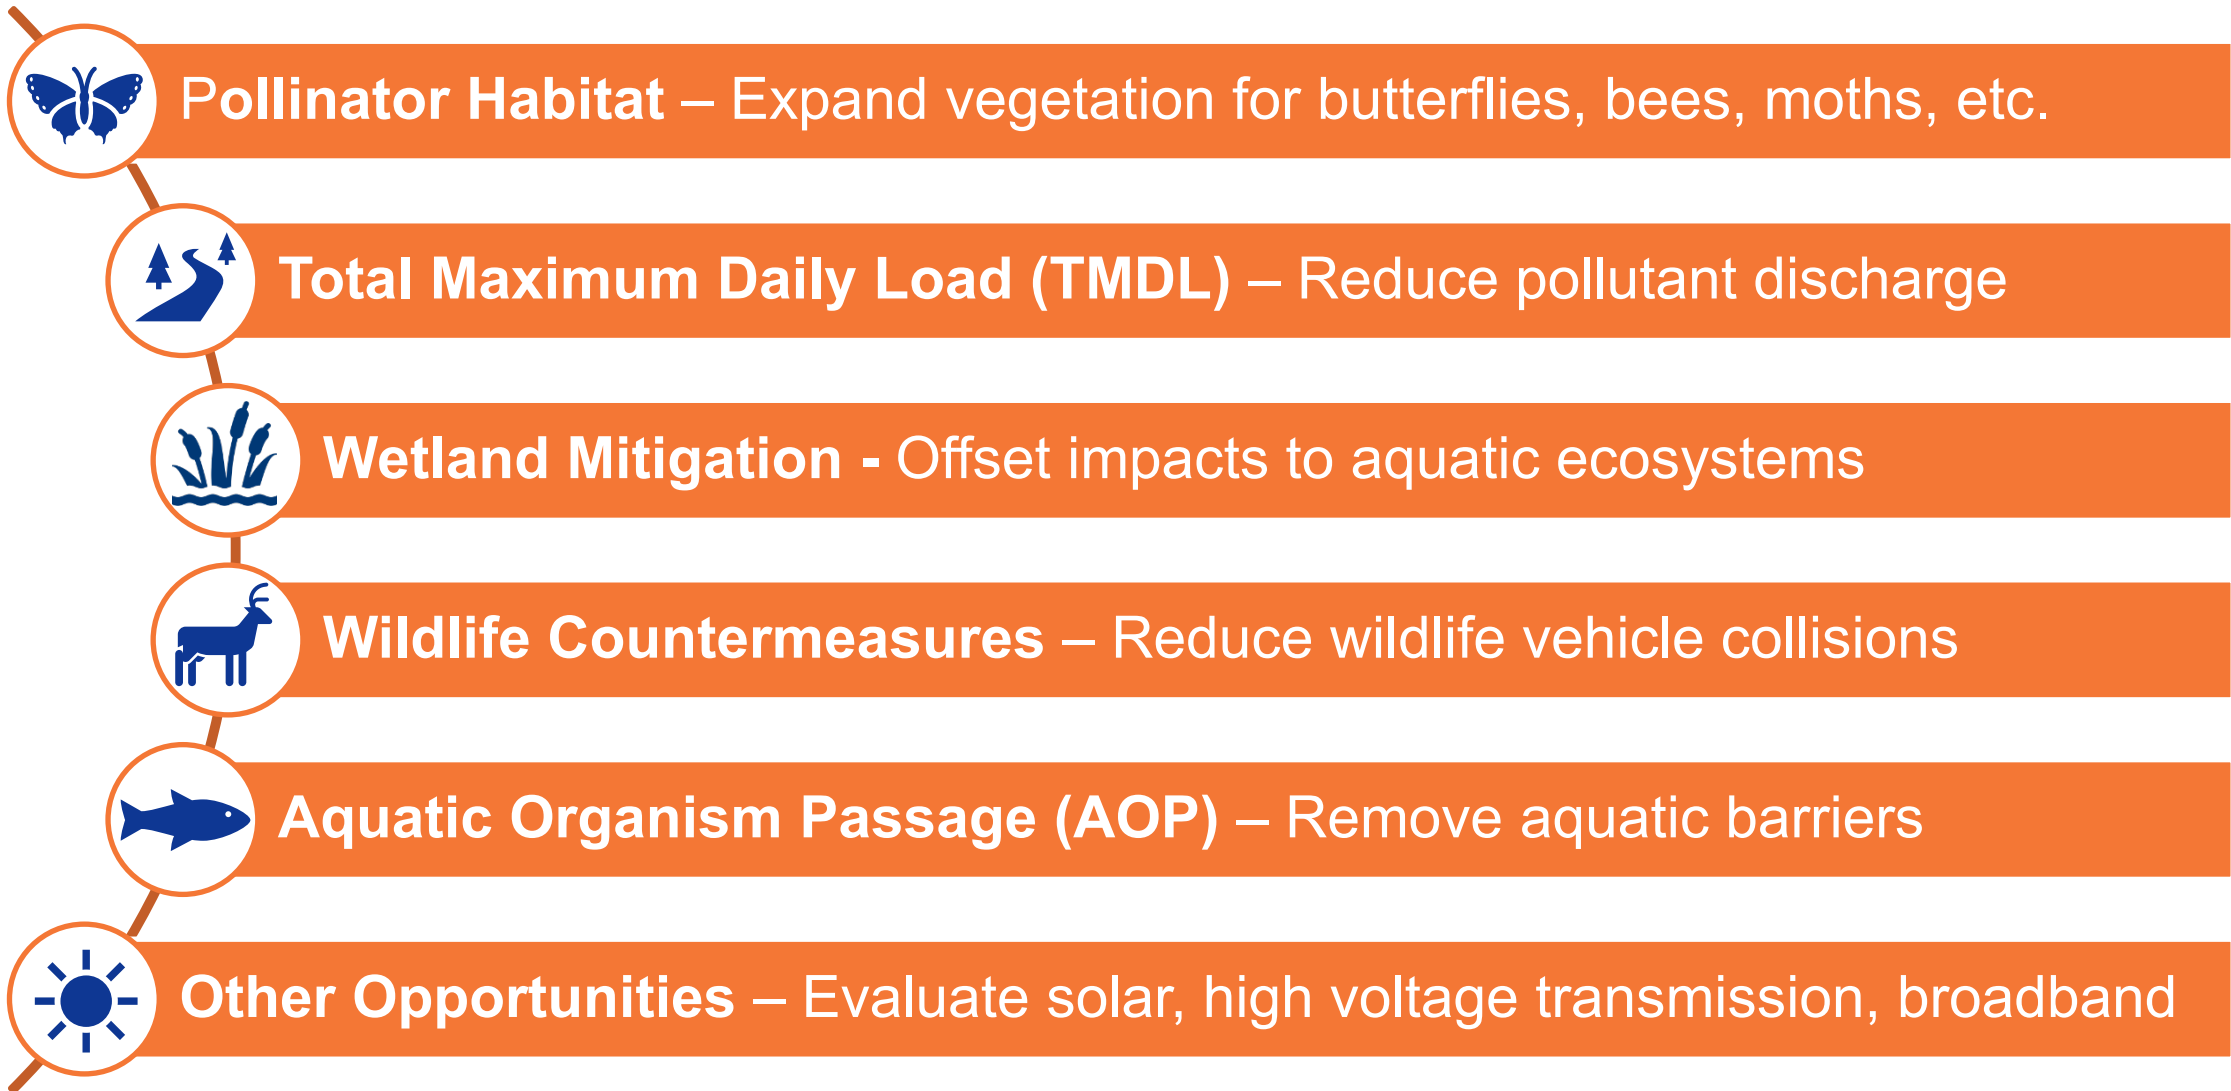 Pollinator Habitat – Expand vegetation for butterflies, bees, moths, etc.
Total Maximum Daily Load (TMDL) – Reduce pollutant discharge
Wetland Mitigation - Offset impacts to aquatic ecosystems
Wildlife Countermeasures – Reduce wildlife vehicle collisions
Aquatic Organism Passage (AOP) – Remove aquatic barriers
Other Opportunities – Evaluate solar, high voltage transmission, broadband